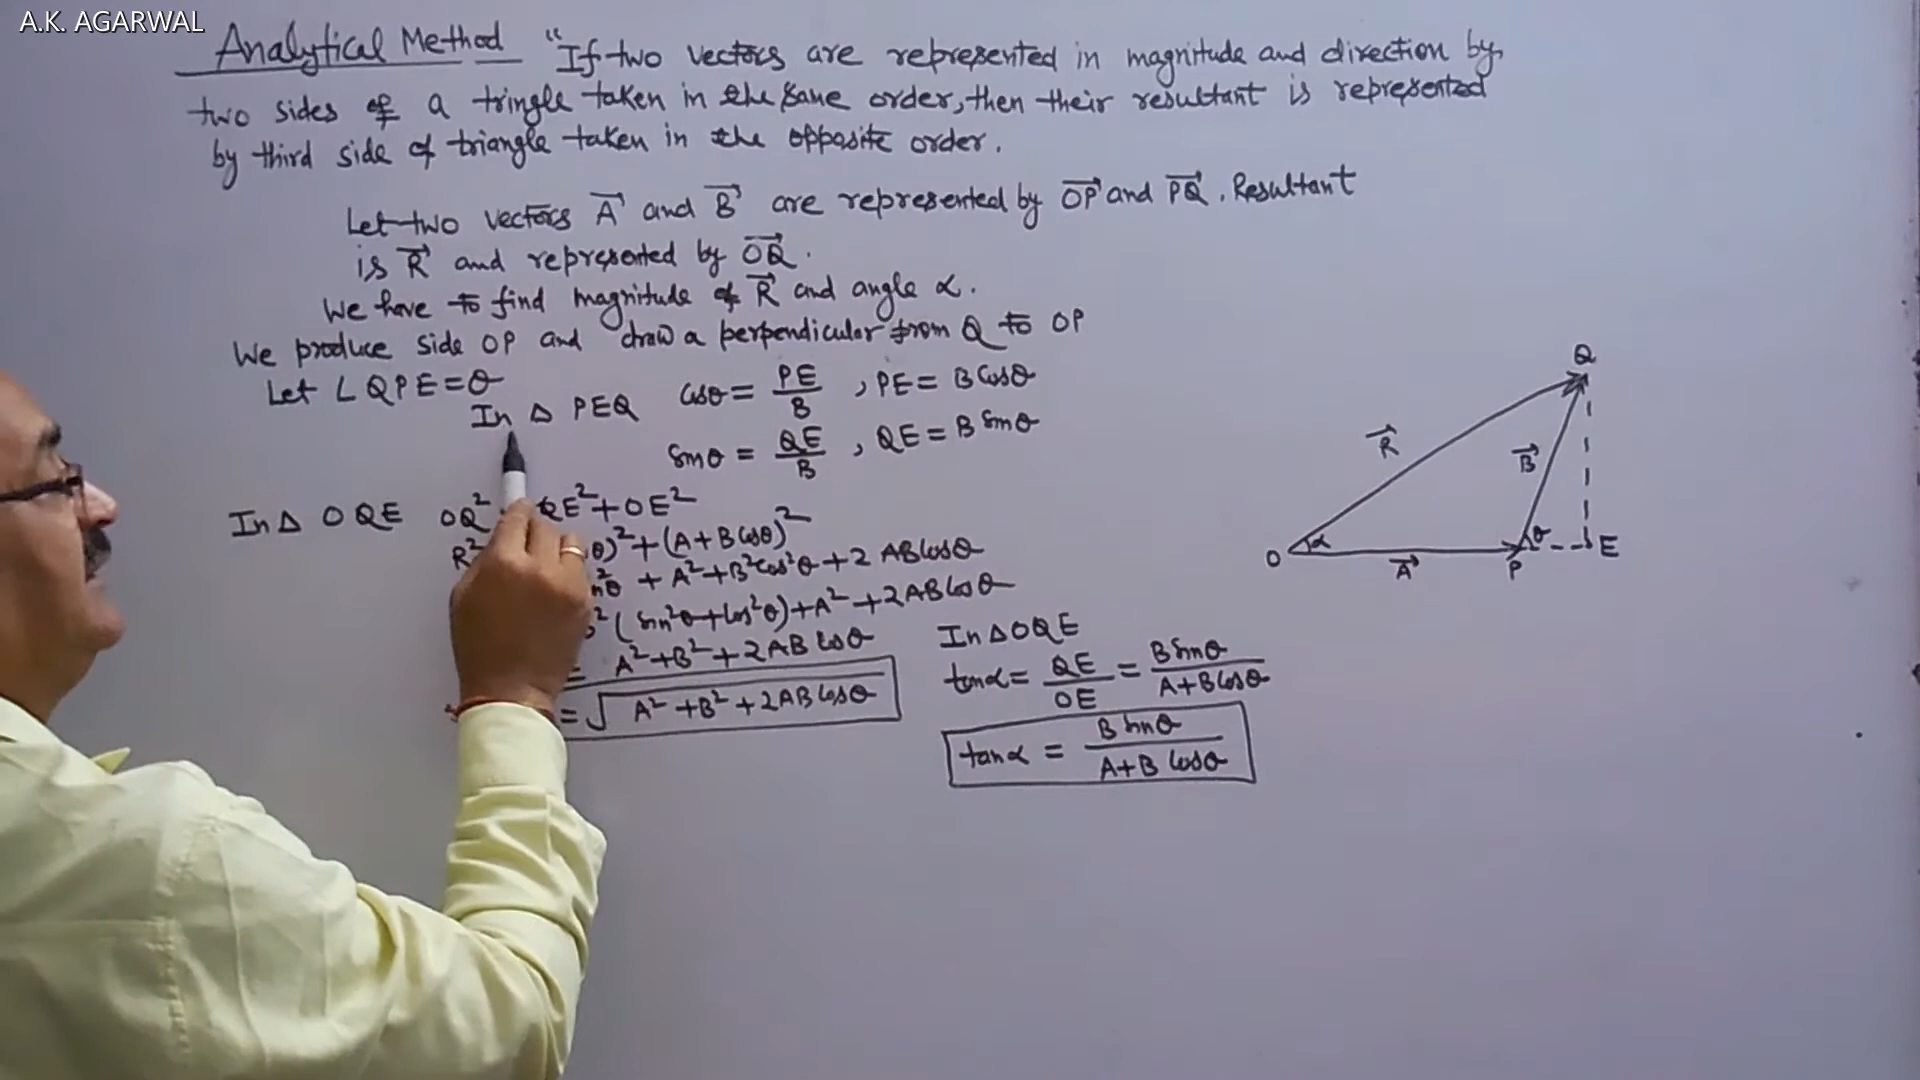 A.K. AGARWAL
Analytical Method "If two vectors are represented in magnitude and direction by
two sides of a tringle taken in the same order, then their resultant is represented
by third side of triangle taken in the opposite order.
Let two vectors A⃗ and B⃗ are represented by OP⃗ and PQ⃗. Resultant
is R⃗ and represented by OQ⃗.
We have to find magnitude of R⃗ and angle α.
We produce side OP and draw a perpendicular from Q to OP
Let ∠QPE=θ
In Δ PEQ cosθ = PE/B , PE = B cosθ
sinθ = QE/B , QE = B sinθ
In Δ OQE OQ² QE²+OE²
R² θ)²+(A+B cosθ)²
θ + A²+B²cos²θ+2 AB cosθ
(sin²θ+cos²θ)+A²+2AB cosθ
= A²+B²+2AB cosθ
= √A²+B²+2AB cosθ
In Δ OQE
tanα = QE/OE = B sinθ/A+B cosθ
tanα = B sinθ/A+B cosθ
Q
R⃗
B⃗
O α A⃗ P θ E